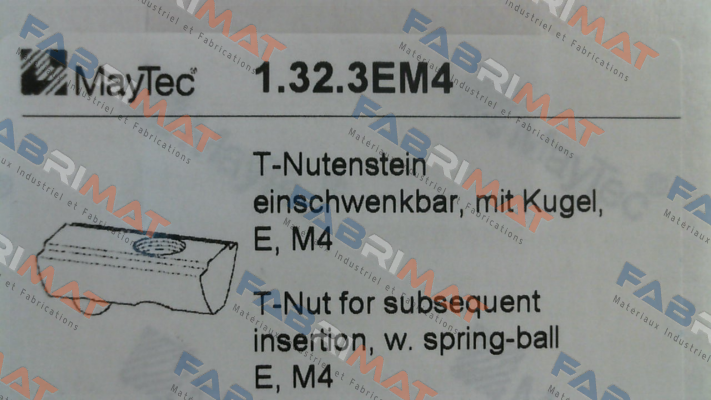 MayTec® 1.32.3EM4
T-Nutenstein
einschwenkbar, mit Kugel,
E, M4
T-Nut for subsequent
insertion, w. spring-ball
E, M4
FABRIMAT
Materiaux Industriel et Fabrications